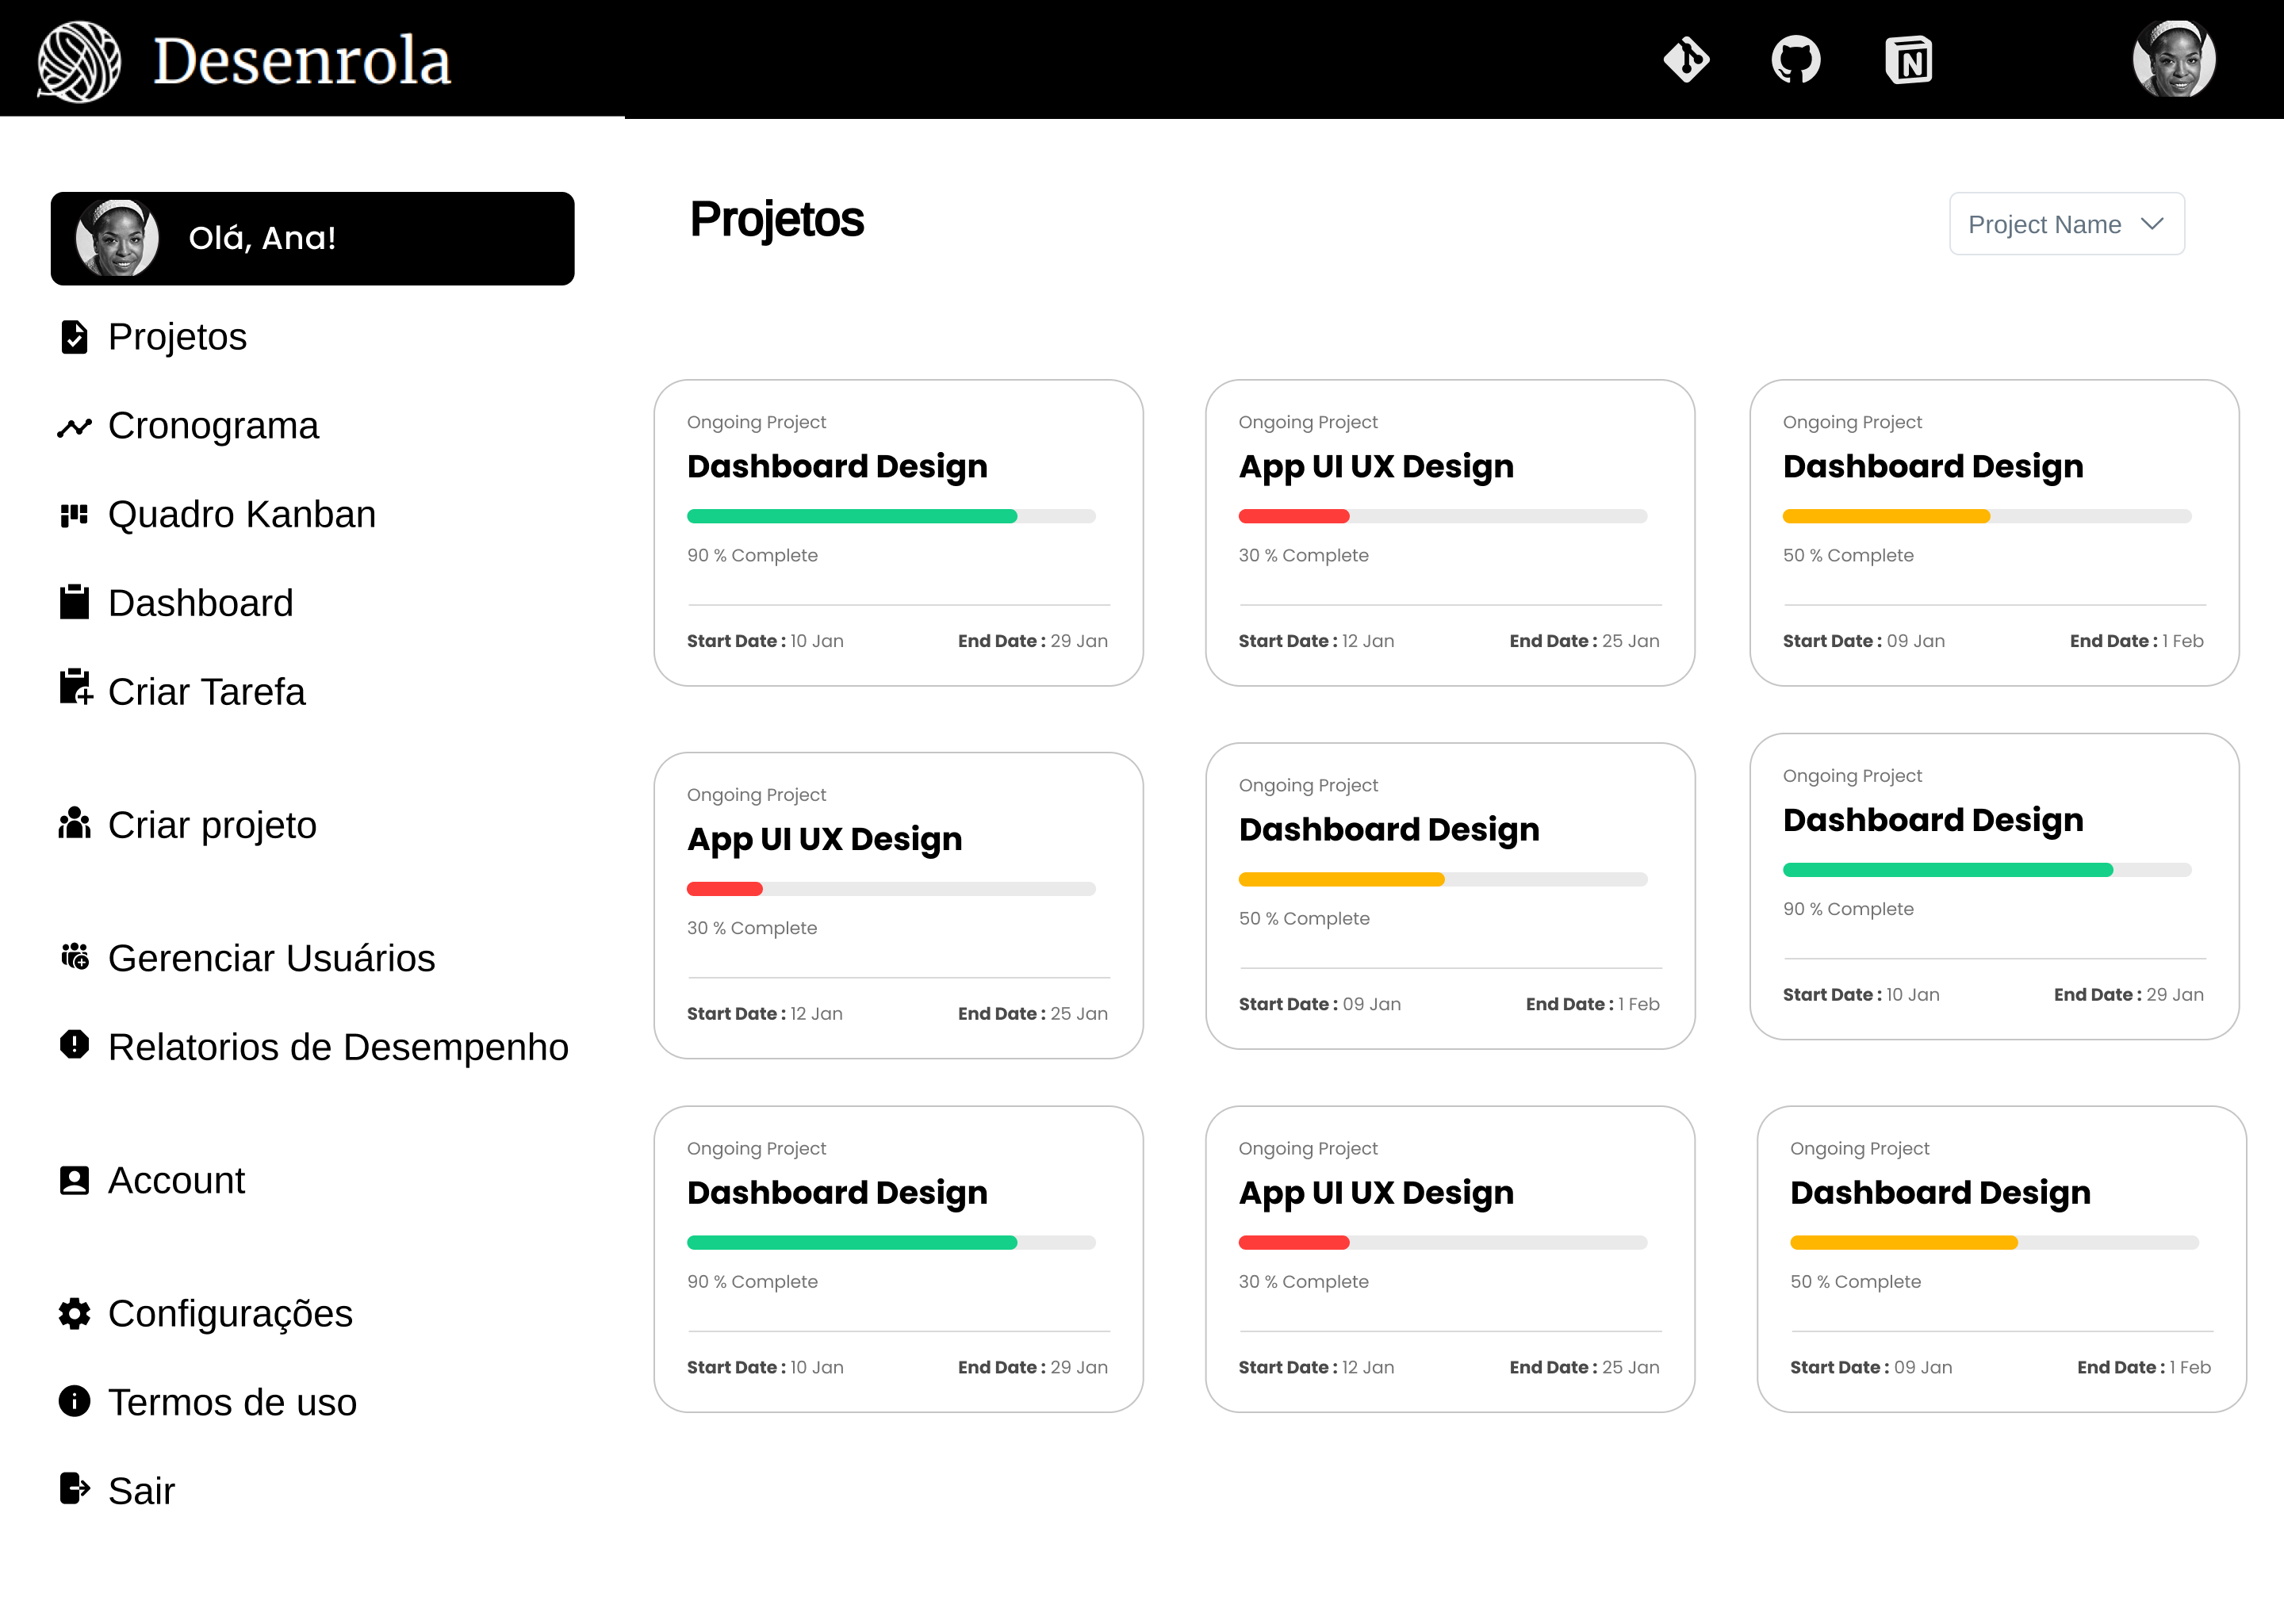 Desenrola
N
Olá, Ana!
Projetos
Cronograma
Quadro Kanban
Dashboard
Criar Tarefa
Criar projeto
Gerenciar Usuários
Relatorios de Desempenho
Account
Configurações
Termos de uso
Sair
Projetos
Project Name
Ongoing Project
Dashboard Design
90 % Complete
Start Date : 10 Jan
End Date : 29 Jan
Ongoing Project
App UI UX Design
30 % Complete
Start Date : 12 Jan
End Date : 25 Jan
Ongoing Project
Dashboard Design
50 % Complete
Start Date : 09 Jan
End Date : 1 Feb
Ongoing Project
App UI UX Design
30 % Complete
Start Date : 12 Jan
End Date : 25 Jan
Ongoing Project
Dashboard Design
50 % Complete
Start Date : 09 Jan
End Date : 1 Feb
Ongoing Project
Dashboard Design
90 % Complete
Start Date : 10 Jan
End Date : 29 Jan
Ongoing Project
Dashboard Design
90 % Complete
Start Date : 10 Jan
End Date : 29 Jan
Ongoing Project
App UI UX Design
30 % Complete
Start Date : 12 Jan
End Date : 25 Jan
Ongoing Project
Dashboard Design
50 % Complete
Start Date : 09 Jan
End Date : 1 Feb